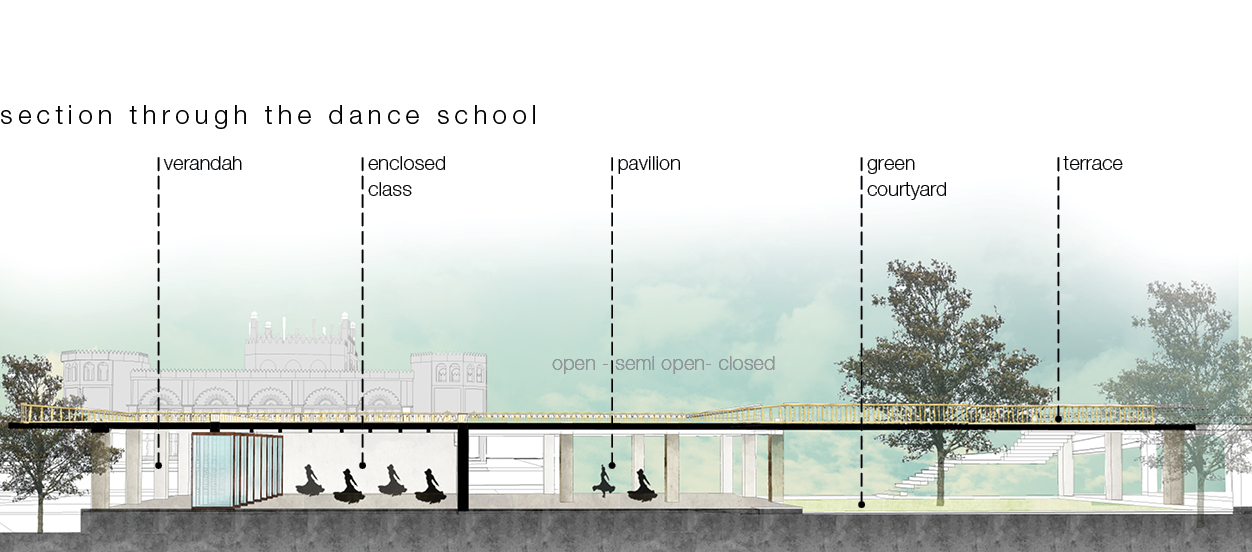 section through the dance school
verandah
enclosed
class
pavilion
green
courtyard
terrace
open - semi open- closed